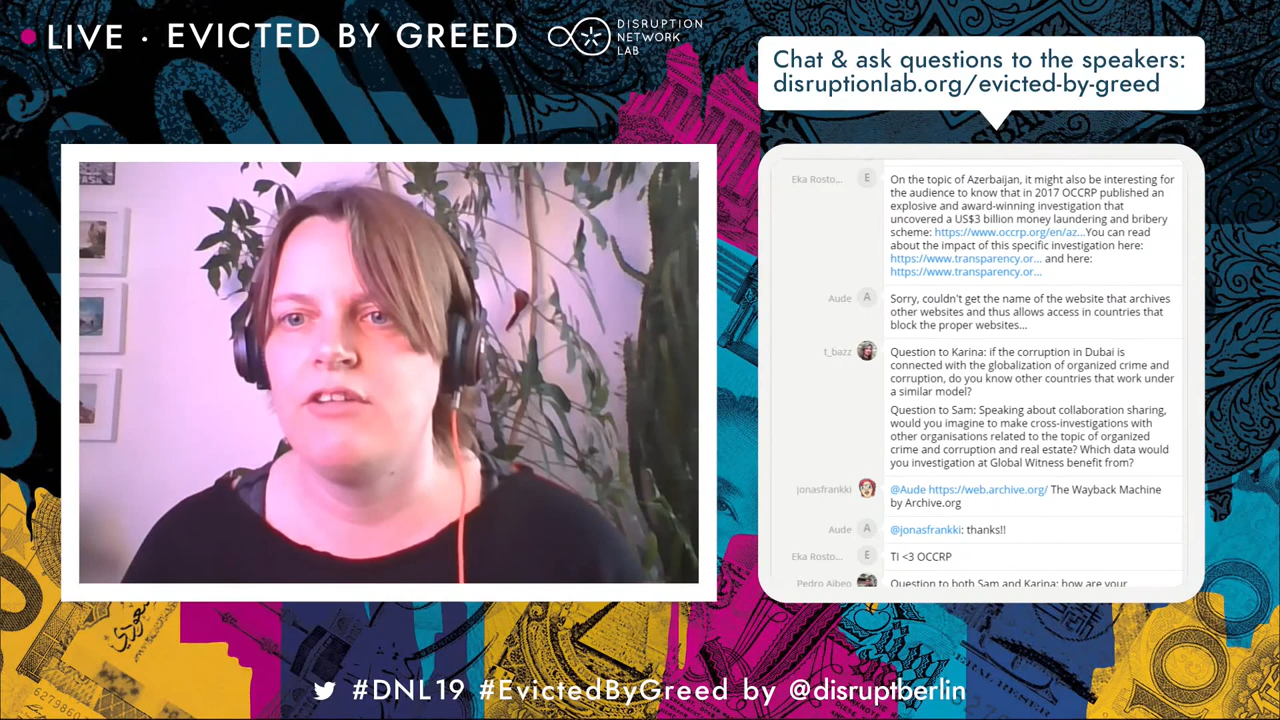 LIVE · EVICTED BY GREED
DISRUPTION
NETWORK
LAB
Chat & ask questions to the speakers:
disruptionlab.org/evicted-by-greed
Eka Rosto... E
On the topic of Azerbaijan, it might also be interesting for
the audience to know that in 2017 OCCRP published an
explosive and award-winning investigation that
uncovered a US$3 billion money laundering and bribery
scheme: https://www.occrp.org/en/az...You can read
about the impact of this specific investigation here:
https://www.transparency.or... and here:
https://www.transparency.or...
Aude A
Sorry, couldn't get the name of the website that archives
other websites and thus allows access in countries that
block the proper websites...
t_bazz
Question to Karina: if the corruption in Dubai is
connected with the globalization of organized crime and
corruption, do you know other countries that work under
a similar model?
Question to Sam: Speaking about collaboration sharing,
would you imagine to make cross-investigations with
other organisations related to the topic of organized
crime and corruption and real estate? Which data would
you investigation at Global Witness benefit from?
jonasfrankki
@Aude https://web.archive.org/ The Wayback Machine
by Archive.org
Aude A
@jonasfrankki: thanks!!
Eka Rosto... E
TI <3 OCCRP
Pedro Aibeo
Question to both Sam and Karina: how are your
#DNL19 #EvictedByGreed by @disruptberlin